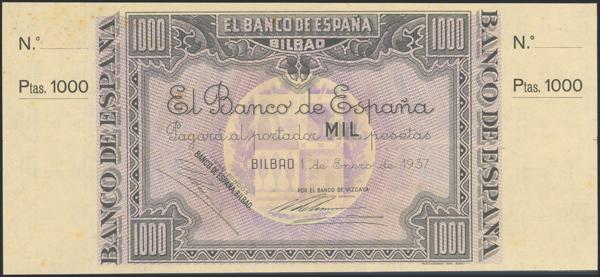 N.º
Ptas. 1000
BANCO DE ESPAÑA
1000
EL BANCO DE ESPAÑA
BILBAO
1000
El Banco de España
Pagará al portador MIL pesetas
BILBAO 1 de Enero de 1937
BANCO DE ESPAÑA BILBAO
POR EL BANCO DE VIZCAYA
1000
1000
BANCO DE ESPAÑA
N.º
Ptas. 1000